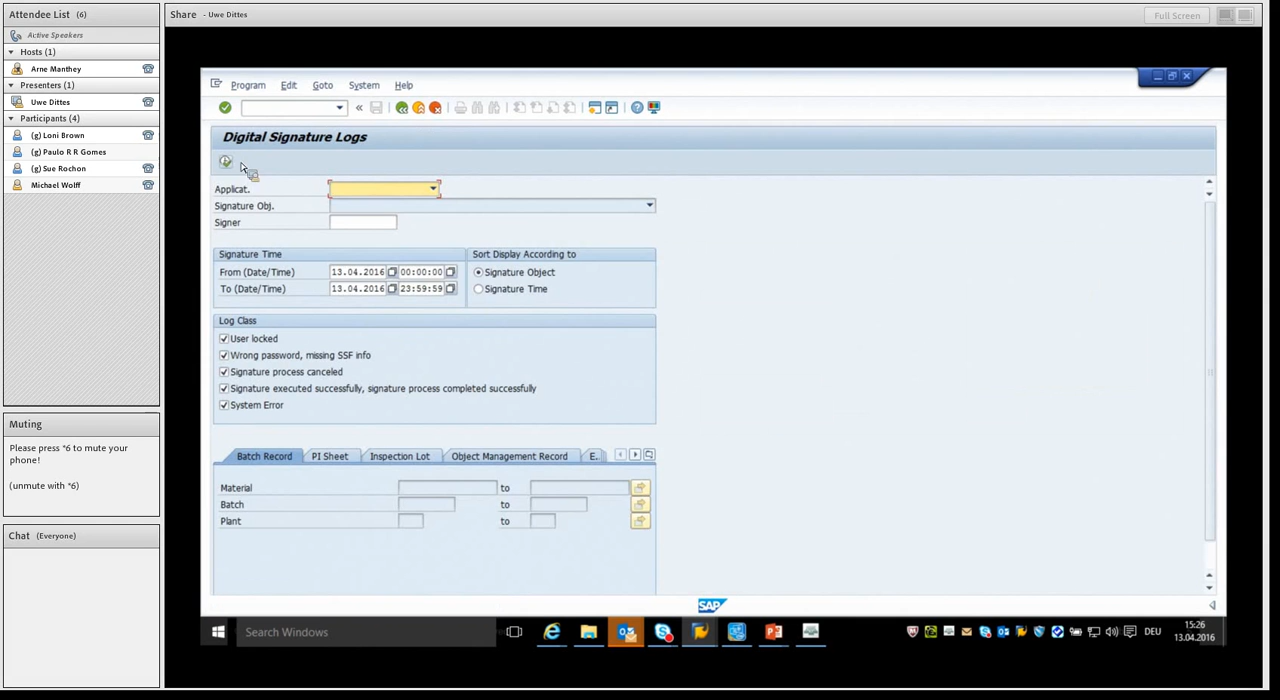 Attendee List (6)
Active Speakers
Hosts (1)
Arne Manthey
Presenters (1)
Uwe Dittes
Participants (4)
(g) Loni Brown
(g) Paulo R R Gomes
(g) Sue Rochon
Michael Wolff
Muting
Please press *6 to mute your
phone!
(unmute with *6)
Chat (Everyone)
Share - Uwe Dittes
Full Screen
Program Edit Goto System Help
Digital Signature Logs
Applicat.
Signature Obj.
Signer
Signature Time
From (Date/Time) 13.04.2016 00:00:00
To (Date/Time) 13.04.2016 23:59:59
Sort Display According to
Signature Object
Signature Time
Log Class
User locked
Wrong password, missing SSF info
Signature process canceled
Signature executed successfully, signature process completed successfully
System Error
Batch Record PI Sheet Inspection Lot Object Management Record E..
Material to
Batch to
Plant to
SAP
Search Windows
DEU
15:26
13.04.2016